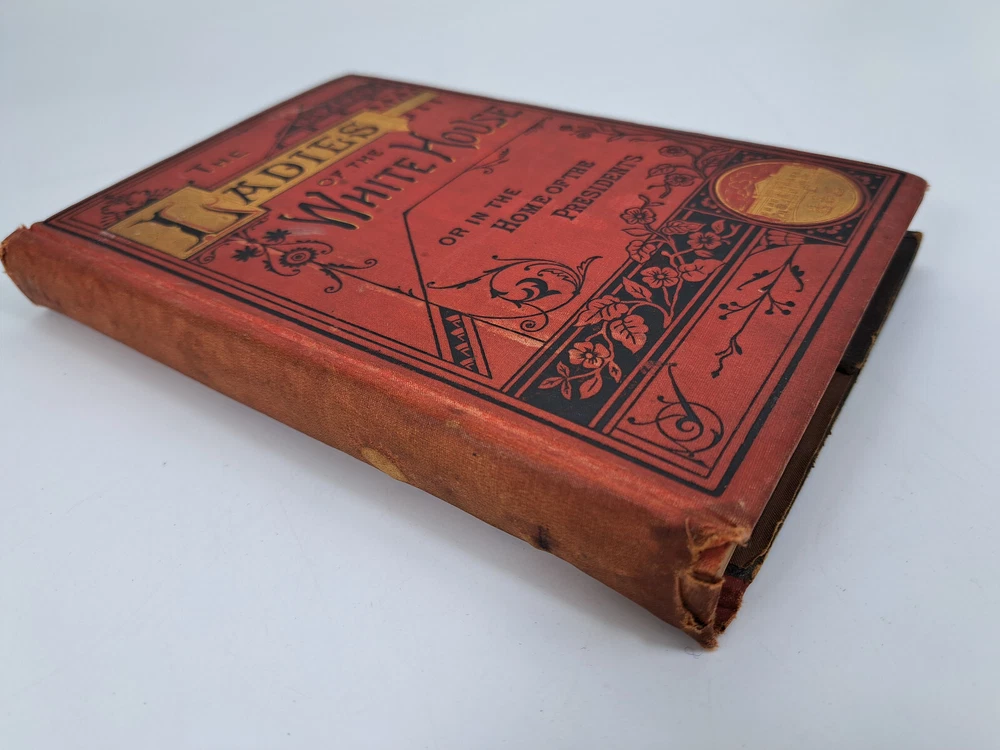 THE
LADIES
OF THE
WHITE HOUSE
OR IN THE
HOME OF THE
PRESIDENTS